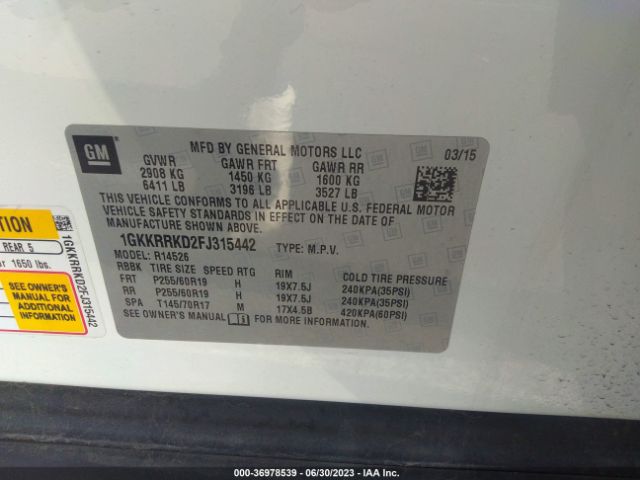 GM
MFD BY GENERAL MOTORS LLC
03/15
GVWR GAWR FRT GAWR RR
2908 KG 1450 KG 1600 KG
6411 LB 3196 LB 3527 LB
THIS VEHICLE CONFORMS TO ALL APPLICABLE U.S. FEDERAL MOTOR
VEHICLE SAFETY STANDARDS IN EFFECT ON THE DATE OF
MANUFACTURE SHOWN ABOVE.
1GKKRRKD2FJ315442 TYPE: M.P.V.
MODEL: R14526
RBBK TIRE SIZE SPEED RTG RIM COLD TIRE PRESSURE
FRT P255/60R19 H 19X7.5J 240KPA(35PSI)
RR P255/60R19 H 19X7.5J 240KPA(35PSI)
SPA T145/70R17 M 17X4.5B 420KPA(60PSI)
SEE OWNER'S MANUAL FOR MORE INFORMATION.
REAR 5
1650 lbs.
SEE OWNER'S
MANUAL FOR
ADDITIONAL
INFORMATION
1GKKRRKD2FJ315442
000-36978539 - 06/30/2023 - IAA Inc.